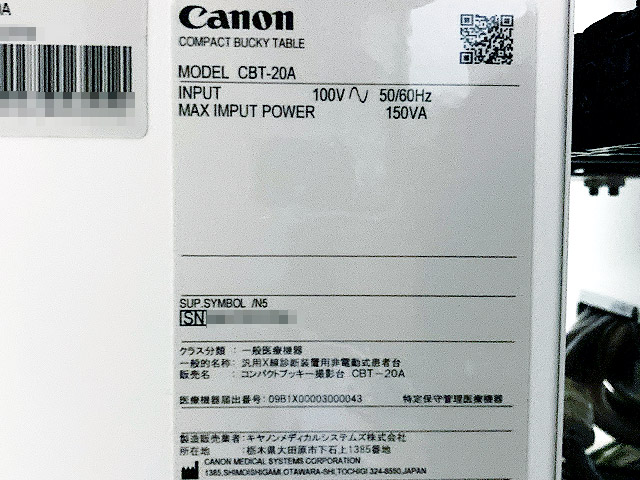 Canon
COMPACT BUCKY TABLE
MODEL CBT-20A
INPUT 100V 50/60Hz
MAX IMPUT POWER 150VA
SUP.SYMBOL /N5
SN
クラス分類 : 一般医療機器
一般的名称: 汎用X線診断装置用非電動式患者台
販売名 : コンパクトブッキー撮影台 CBT-20A
医療機器届出番号: 09B1X00003000043 特定保守管理医療機器
製造販売業者: キヤノンメディカルシステムズ株式会社
所在地 : 栃木県大田原市下石上1385番地
CANON MEDICAL SYSTEMS CORPORATION
1385, SHIMOISHIGAMI, OTAWARA-SHI, TOCHIGI 324-8550, JAPAN